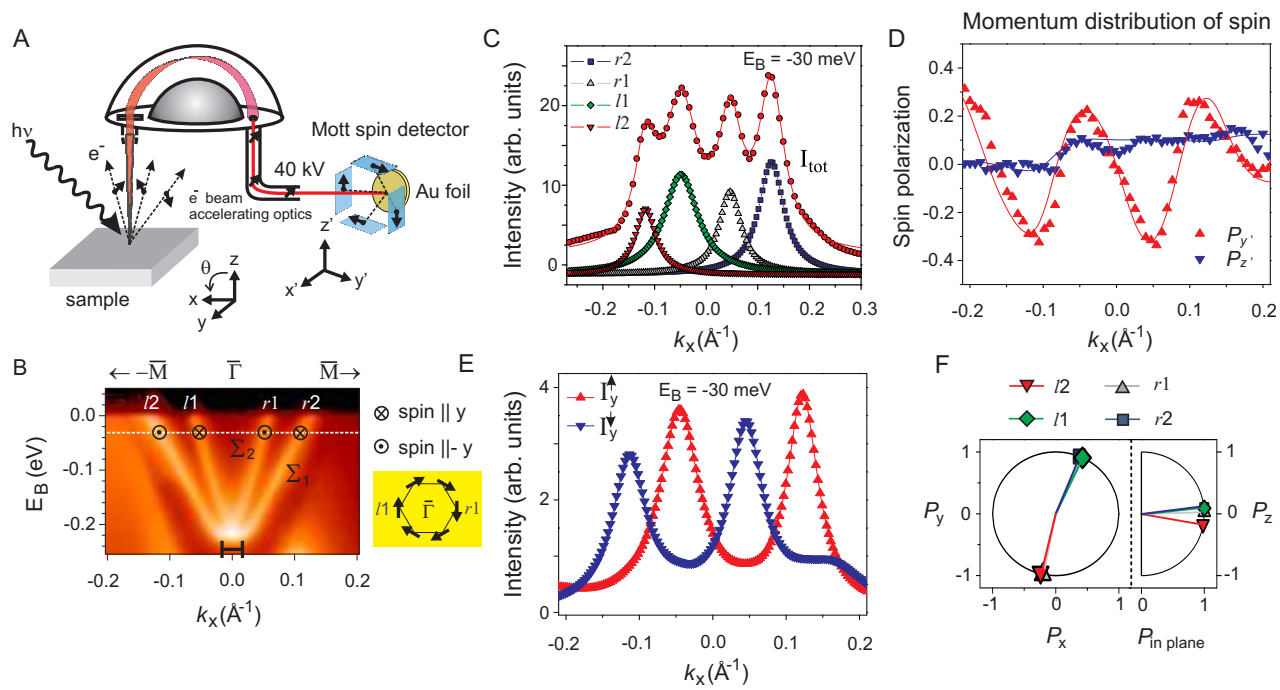 A
hν
e⁻
e⁻ beam
accelerating optics
40 kV
Mott spin detector
Au foil
sample
θ
z
x
y
z'
x'
y'
B
← −M̅ Γ̅ M̅→
l2 l1 r1 r2
Σ₂
Σ₁
⊗ spin || y
⊙ spin ||- y
l1 Γ̅ r1
E_B (eV)
0.0
-0.1
-0.2
-0.2 -0.1 0.0 0.1
k_x(Å⁻¹)
C
r2
r1
l1
l2
E_B = -30 meV
I_tot
Intensity (arb. units)
25
15
5
0
-0.2 -0.1 0.0 0.1 0.2 0.3
k_x(Å⁻¹)
Momentum distribution of spin
D
Spin polarization
0.4
0.2
0.0
-0.2
-0.4
P_y'
P_z'
-0.2 -0.1 0.0 0.1 0.2
k_x(Å⁻¹)
E
I_y↑
I_y↓
E_B = -30 meV
Intensity (arb. units)
4
3
2
1
0
-0.2 -0.1 0.0 0.1 0.2
k_x(Å⁻¹)
F
l2 r1
l1 r2
P_y
1
0
-1
-1 0 1
P_x
0 1
P_in plane
1
0
-1
P_z